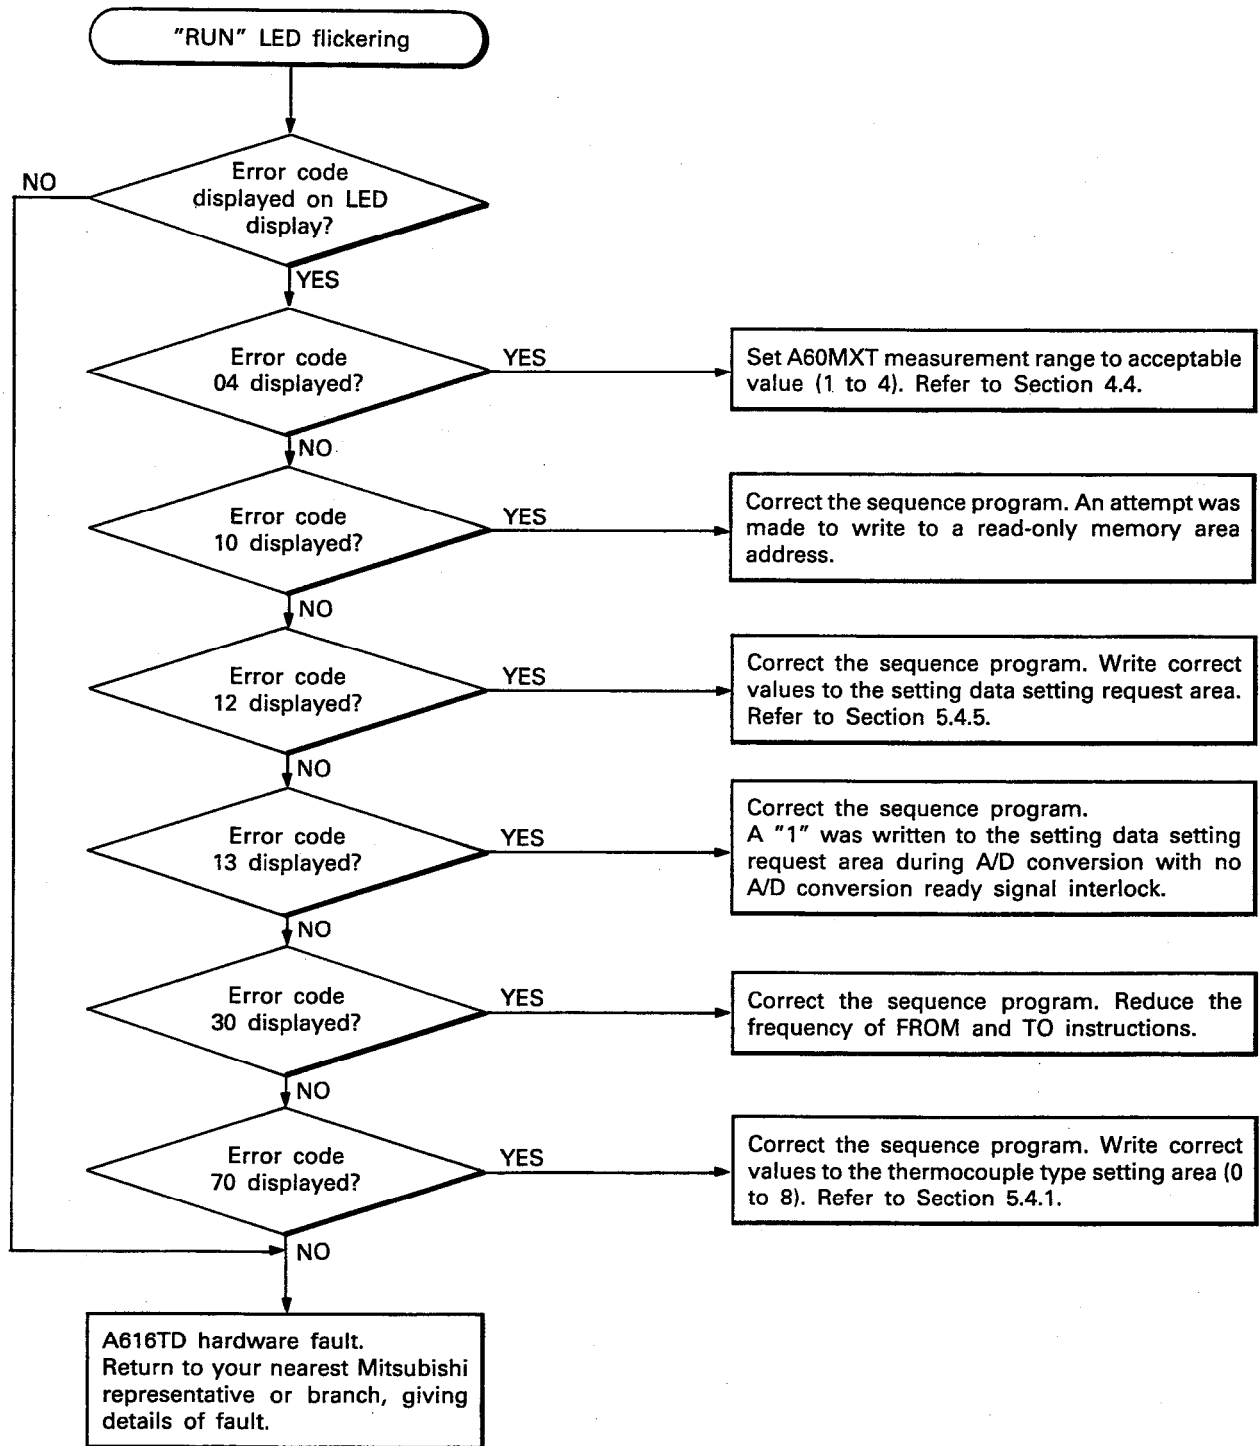 "RUN" LED flickering
Error code
displayed on LED
display?
NO
YES
Error code
04 displayed?
YES
Set A60MXT measurement range to acceptable
value (1 to 4). Refer to Section 4.4.
NO
Error code
10 displayed?
YES
Correct the sequence program. An attempt was
made to write to a read-only memory area
address.
NO
Error code
12 displayed?
YES
Correct the sequence program. Write correct
values to the setting data setting request area.
Refer to Section 5.4.5.
NO
Error code
13 displayed?
YES
Correct the sequence program.
A "1" was written to the setting data setting
request area during A/D conversion with no
A/D conversion ready signal interlock.
NO
Error code
30 displayed?
YES
Correct the sequence program. Reduce the
frequency of FROM and TO instructions.
NO
Error code
70 displayed?
YES
Correct the sequence program. Write correct
values to the thermocouple type setting area (0
to 8). Refer to Section 5.4.1.
NO
A616TD hardware fault.
Return to your nearest Mitsubishi
representative or branch, giving
details of fault.